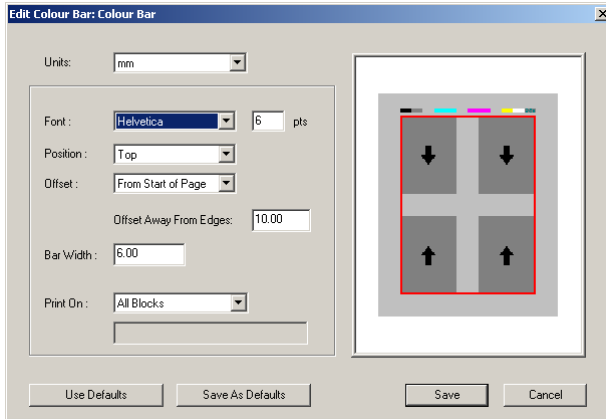 Edit Colour Bar: Colour Bar
Units: mm
Font : Helvetica 6 pts
Position : Top
Offset : From Start of Page
Offset Away From Edges: 10.00
Bar Width : 6.00
Print On : All Blocks
Use Defaults Save As Defaults Save Cancel